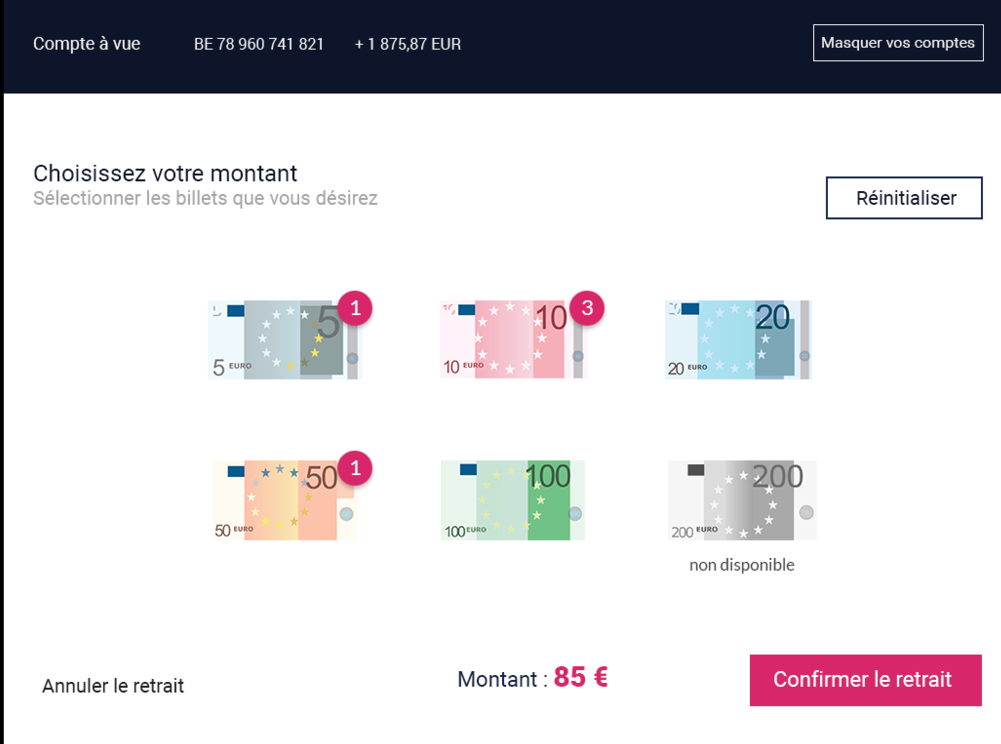 Compte à vue BE 78 960 741 821 + 1 875,87 EUR Masquer vos comptes
Choisissez votre montant
Sélectionner les billets que vous désirez
Réinitialiser
5 5 1
5 EURO
10 10 3
10 EURO
20
20 EURO
50 1
50 EURO
100
100 EURO
200
200 EURO
non disponible
Annuler le retrait Montant : 85 € Confirmer le retrait